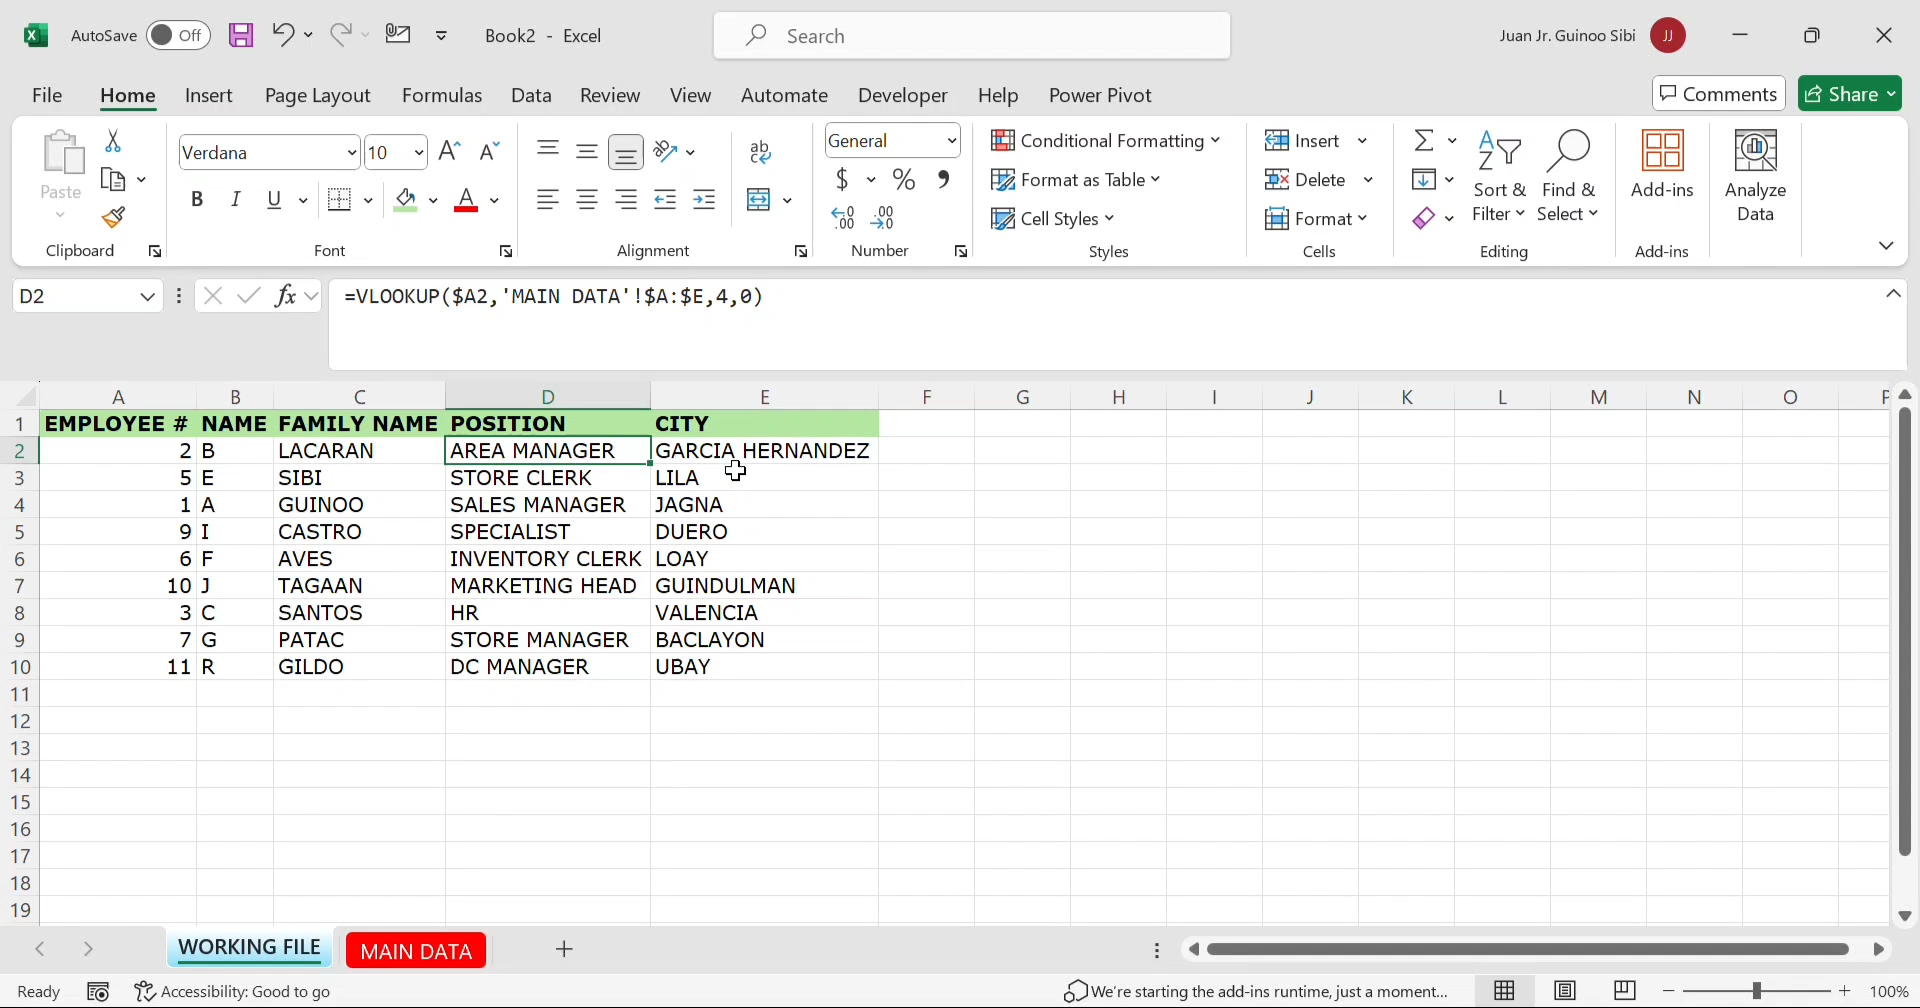 AutoSave Off Book2 - Excel Search Juan Jr. Guinoo Sibi JJ
File Home Insert Page Layout Formulas Data Review View Automate Developer Help Power Pivot Comments Share
Paste
Clipboard
Verdana 10
B I U A
Font
ab
Alignment
General
$ % 9
.00 .00
Number
Conditional Formatting
Format as Table
Cell Styles
Styles
Insert
Delete
Format
Cells
Sort & Filter
Find & Select
Editing
Add-ins
Add-ins
Analyze Data
D2 fx =VLOOKUP($A2,'MAIN DATA'!$A:$E,4,0)
A B C D E F G H I J K L M N O P
1 EMPLOYEE # NAME FAMILY NAME POSITION CITY
2 2 B LACARAN AREA MANAGER GARCIA HERNANDEZ
3 5 E SIBI STORE CLERK LILA
4 1 A GUINOO SALES MANAGER JAGNA
5 9 I CASTRO SPECIALIST DUERO
6 6 F AVES INVENTORY CLERK LOAY
7 10 J TAGAAN MARKETING HEAD GUINDULMAN
8 3 C SANTOS HR VALENCIA
9 7 G PATAC STORE MANAGER BACLAYON
10 11 R GILDO DC MANAGER UBAY
11
12
13
14
15
16
17
18
19
WORKING FILE MAIN DATA
Ready Accessibility: Good to go We're starting the add-ins runtime, just a moment... 100%